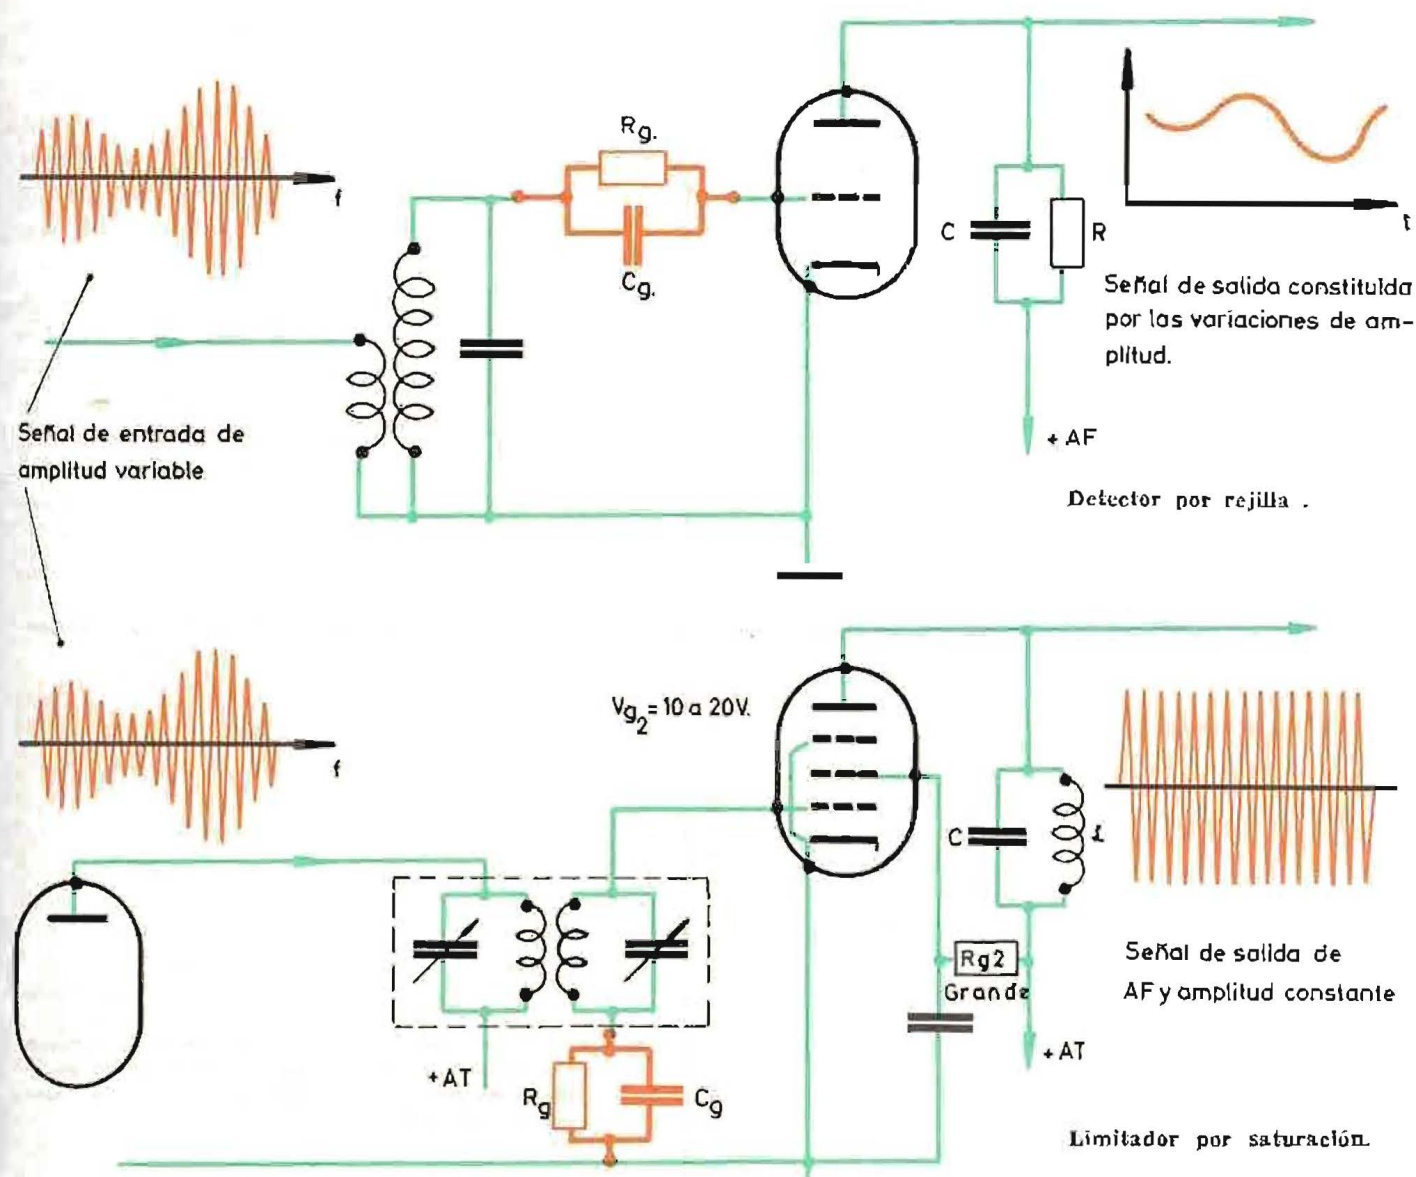 Rg.
Cg.
f
C
R
t
Señal de salida constituída
por las variaciones de am-
plitud.
+ AF
Señal de entrada de
amplitud variable
Detector por rejilla .
Vg2 = 10 a 20V.
f
C
L
Rg2
Grande
Señal de salida de
AF y amplitud constante
+ AT
+ AT
Rg
Cg
Limitador por saturación.